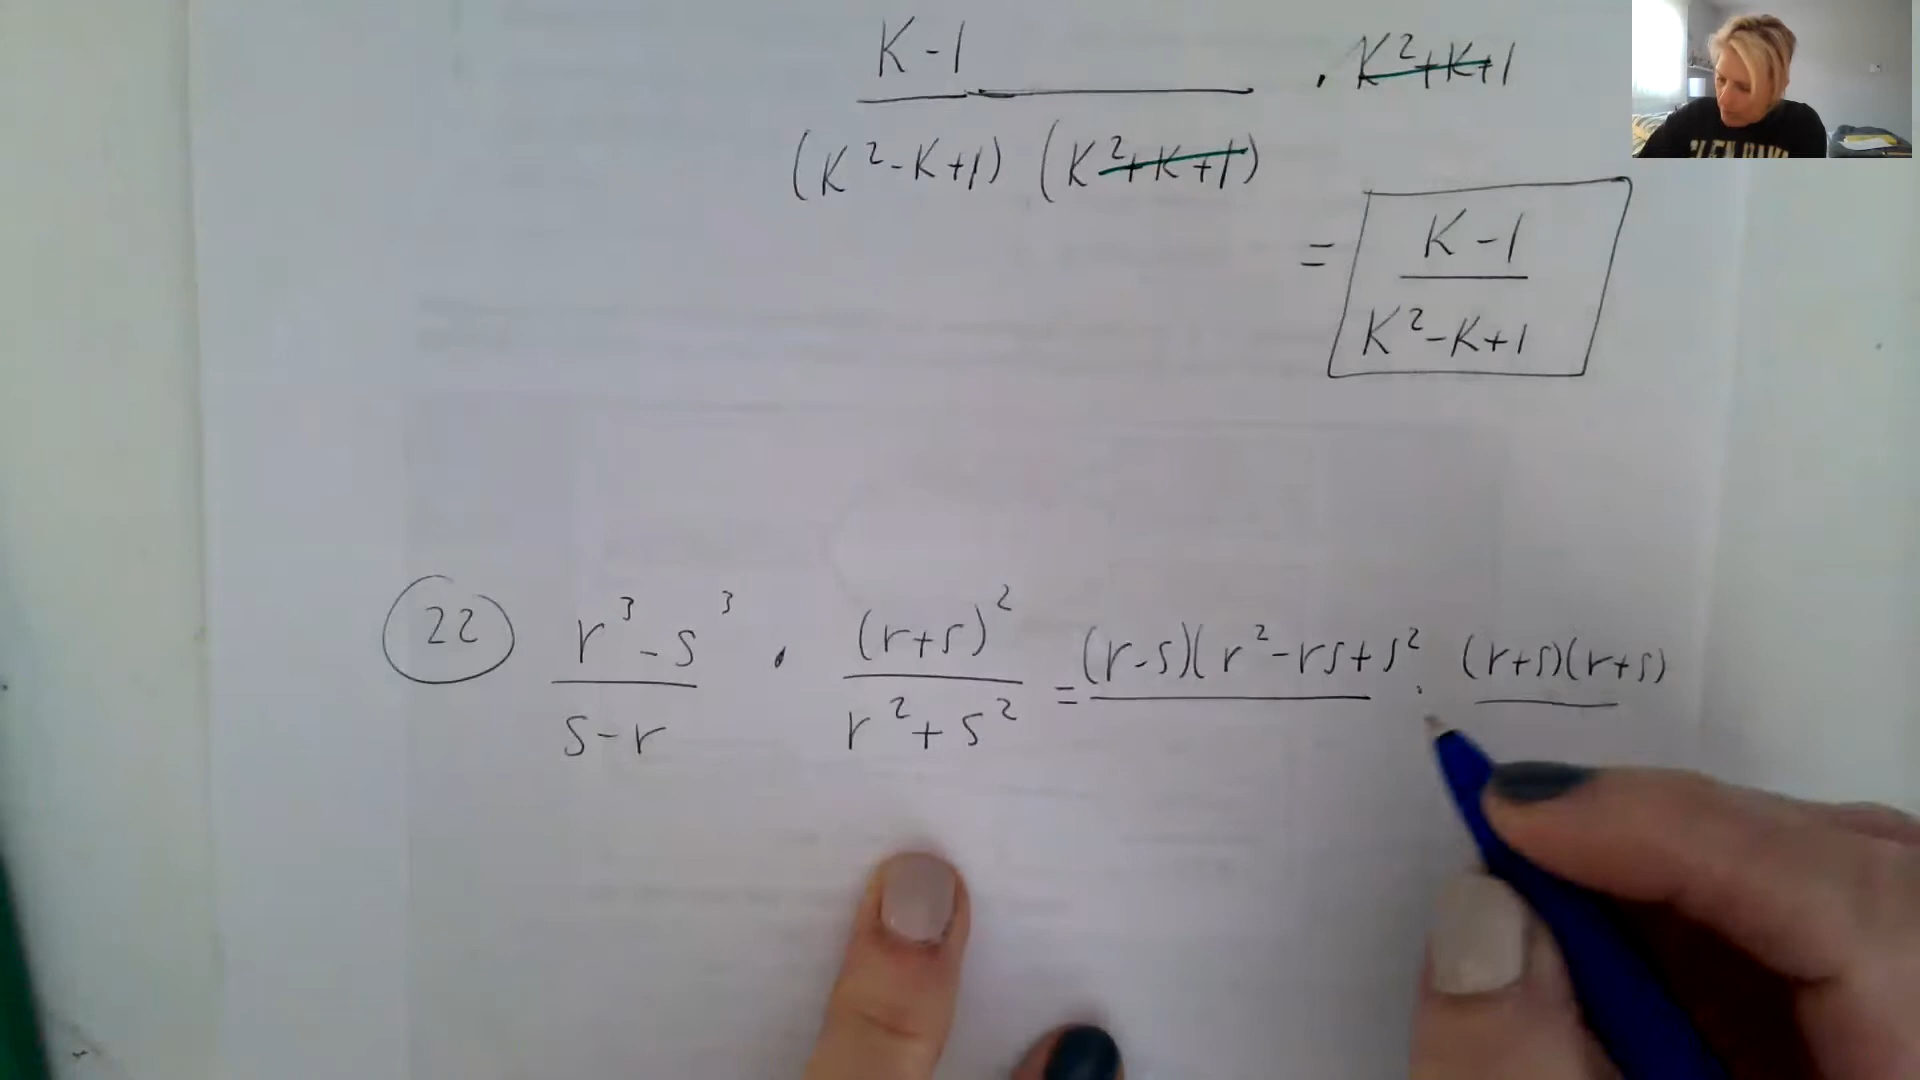 K-1 . K²+K+1
(K²-K+1) (K²+K+1)
= K-1
K²-K+1
22 r³-s³ . (r+s)² = (r-s)(r²-rs+s² . (r+s)(r+s)
s-r r²+s²